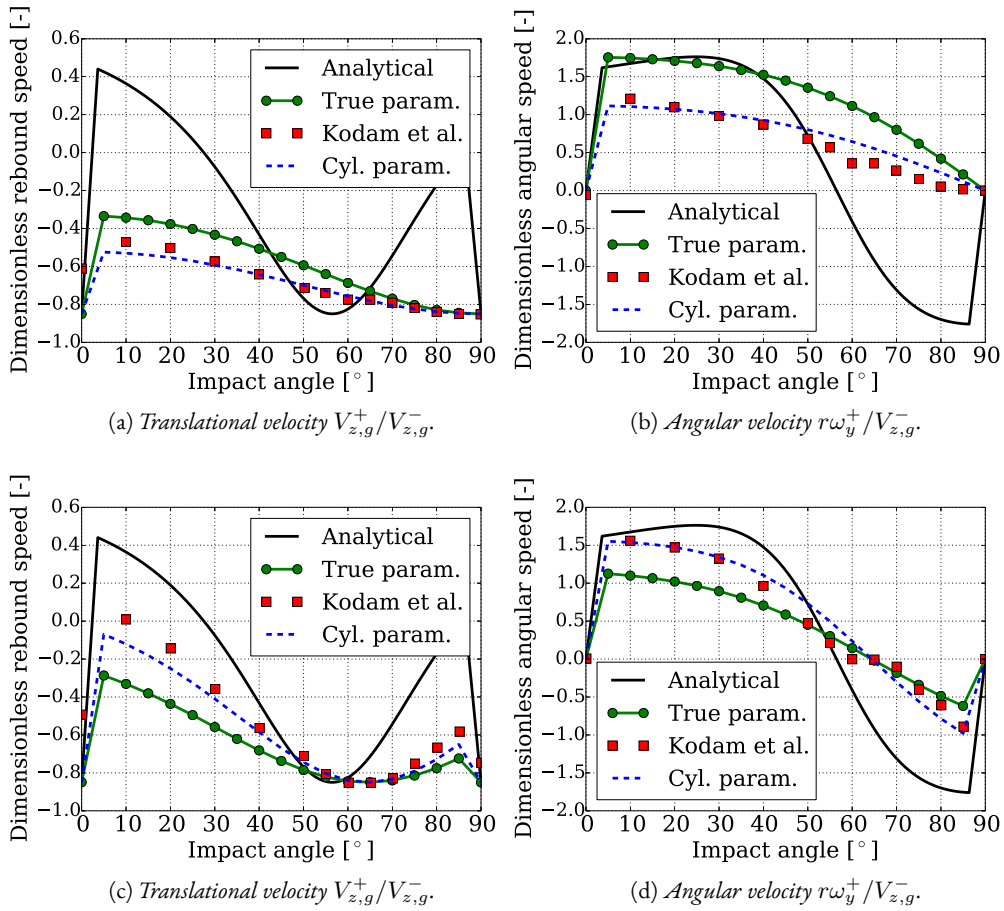 Dimensionless rebound speed [-]
0.6
0.4
0.2
0.0
−0.2
−0.4
−0.6
−0.8
−1.0
0 10 20 30 40 50 60 70 80 90
Impact angle [°]
Analytical
True param.
Kodam et al.
Cyl. param.
(a) Translational velocity V⁺z,g/V⁻z,g.
Dimensionless angular speed [-]
2.0
1.5
1.0
0.5
0.0
−0.5
−1.0
−1.5
−2.0
0 10 20 30 40 50 60 70 80 90
Impact angle [°]
Analytical
True param.
Kodam et al.
Cyl. param.
(b) Angular velocity rω⁺y/V⁻z,g.
Dimensionless rebound speed [-]
0.6
0.4
0.2
0.0
−0.2
−0.4
−0.6
−0.8
−1.0
0 10 20 30 40 50 60 70 80 90
Impact angle [°]
Analytical
True param.
Kodam et al.
Cyl. param.
(c) Translational velocity V⁺z,g/V⁻z,g.
Dimensionless angular speed [-]
2.0
1.5
1.0
0.5
0.0
−0.5
−1.0
−1.5
−2.0
0 10 20 30 40 50 60 70 80 90
Impact angle [°]
Analytical
True param.
Kodam et al.
Cyl. param.
(d) Angular velocity rω⁺y/V⁻z,g.